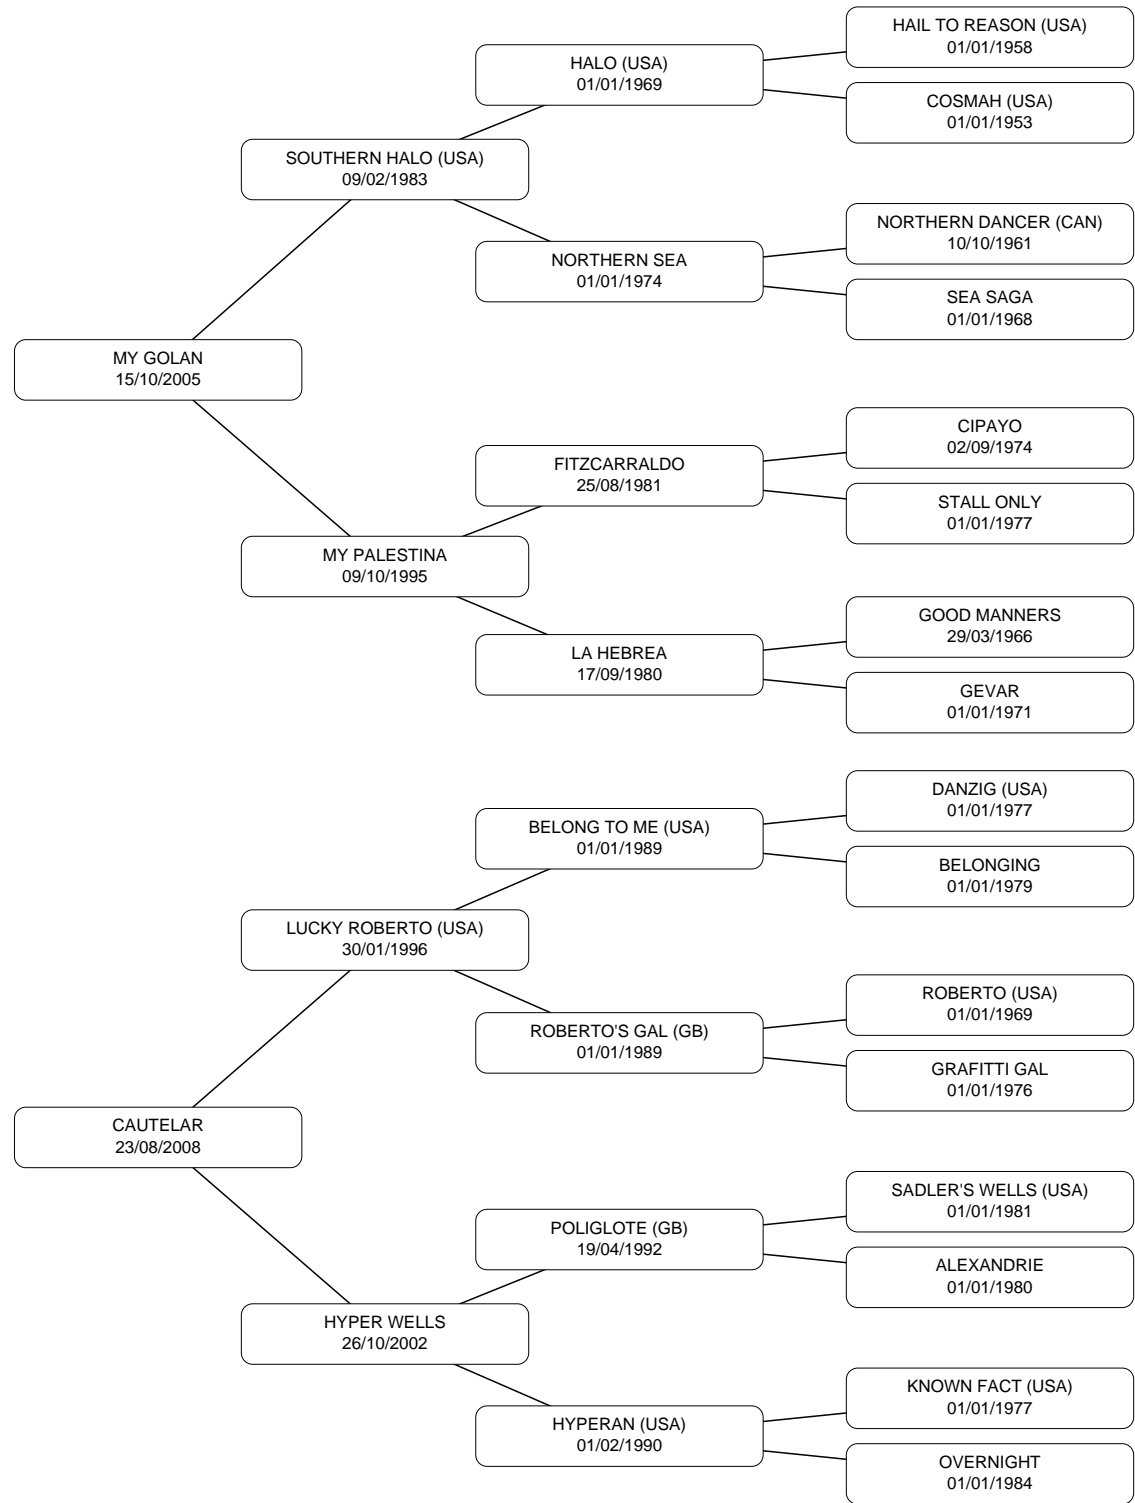 HAIL TO REASON (USA)
01/01/1958
HALO (USA)
01/01/1969
COSMAH (USA)
01/01/1953
SOUTHERN HALO (USA)
09/02/1983
NORTHERN DANCER (CAN)
10/10/1961
NORTHERN SEA
01/01/1974
SEA SAGA
01/01/1968
MY GOLAN
15/10/2005
CIPAYO
02/09/1974
FITZCARRALDO
25/08/1981
STALL ONLY
01/01/1977
MY PALESTINA
09/10/1995
GOOD MANNERS
29/03/1966
LA HEBREA
17/09/1980
GEVAR
01/01/1971
DANZIG (USA)
01/01/1977
BELONG TO ME (USA)
01/01/1989
BELONGING
01/01/1979
LUCKY ROBERTO (USA)
30/01/1996
ROBERTO (USA)
01/01/1969
ROBERTO'S GAL (GB)
01/01/1989
GRAFITTI GAL
01/01/1976
CAUTELAR
23/08/2008
SADLER'S WELLS (USA)
01/01/1981
POLIGLOTE (GB)
19/04/1992
ALEXANDRIE
01/01/1980
HYPER WELLS
26/10/2002
KNOWN FACT (USA)
01/01/1977
HYPERAN (USA)
01/02/1990
OVERNIGHT
01/01/1984